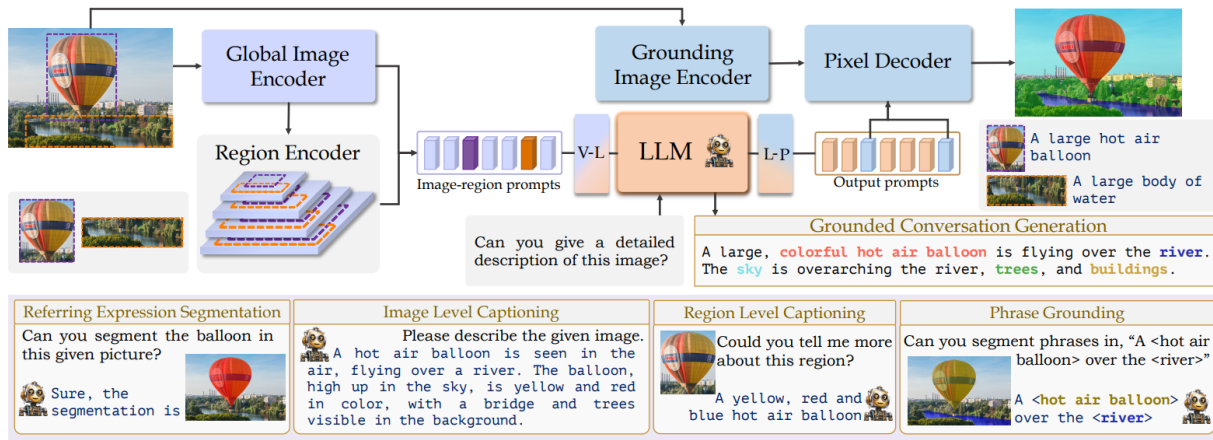 Global Image
Encoder
Grounding
Image Encoder
Pixel Decoder
Region Encoder
Image-region prompts
V-L
LLM
L-P
Output prompts
A large hot air
balloon
A large body of
water
Can you give a detailed
description of this image?
Grounded Conversation Generation
A large, colorful hot air balloon is flying over the river.
The sky is overarching the river, trees, and buildings.
Referring Expression Segmentation
Can you segment the balloon in
this given picture?
Sure, the
segmentation is
Image Level Captioning
Please describe the given image.
A hot air balloon is seen in the
air, flying over a river. The balloon,
high up in the sky, is yellow and red
in color, with a bridge and trees
visible in the background.
Region Level Captioning
Could you tell me more
about this region?
A yellow, red and
blue hot air balloon
Phrase Grounding
Can you segment phrases in, “A <hot air
balloon> over the <river>”
A <hot air balloon>
over the <river>